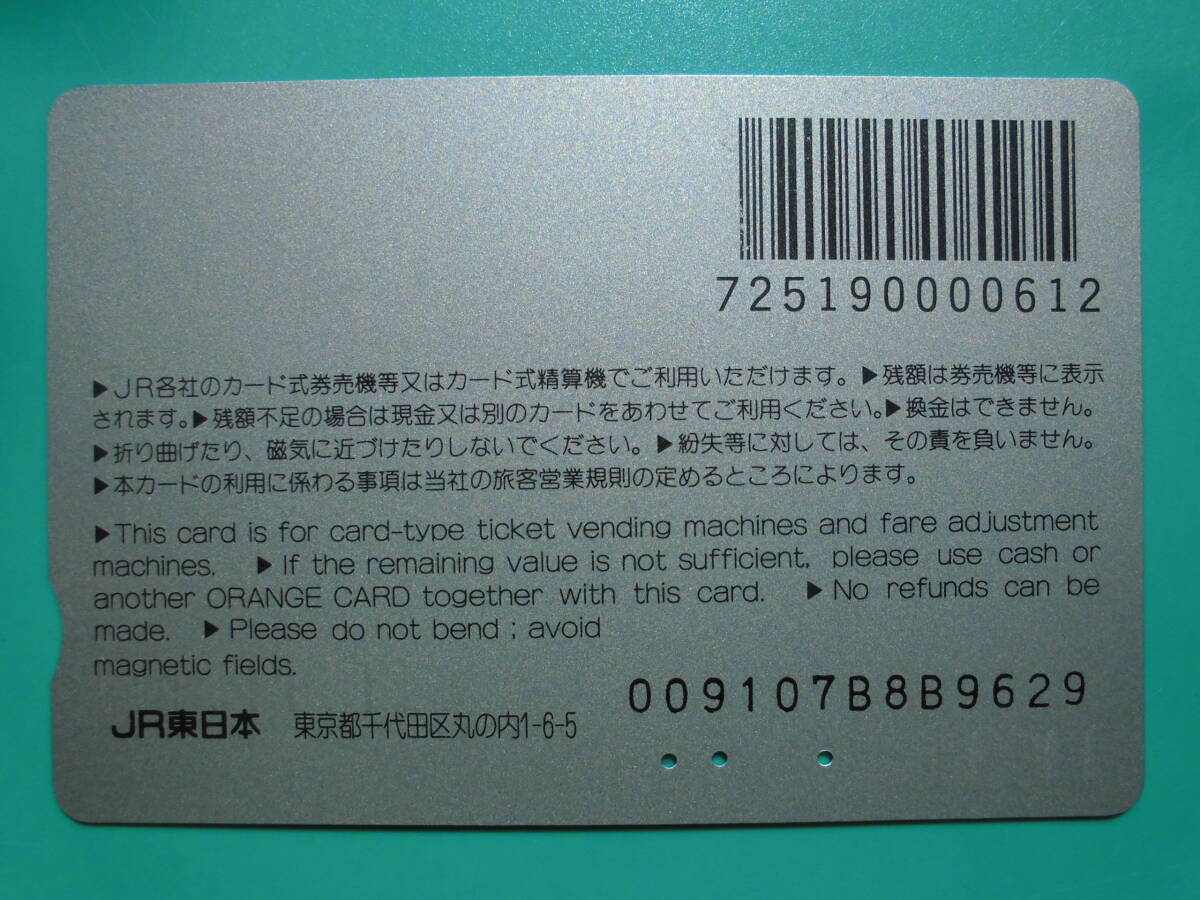 725190000612
▶JR各社のカード式券売機等又はカード式精算機でご利用いただけます。▶残額は券売機等に表示
されます。▶残額不足の場合は現金又は別のカードをあわせてご利用ください。▶換金はできません。
▶折り曲げたり、磁気に近づけたりしないでください。▶紛失等に対しては、その責を負いません。
▶本カードの利用に係わる事項は当社の旅客営業規則の定めるところによります。
▶This card is for card-type ticket vending machines and fare adjustment
machines. ▶If the remaining value is not sufficient, please use cash or
another ORANGE CARD together with this card. ▶No refunds can be
made. ▶Please do not bend ; avoid
magnetic fields.
009107B8B9629
JR東日本 東京都千代田区丸の内1-6-5